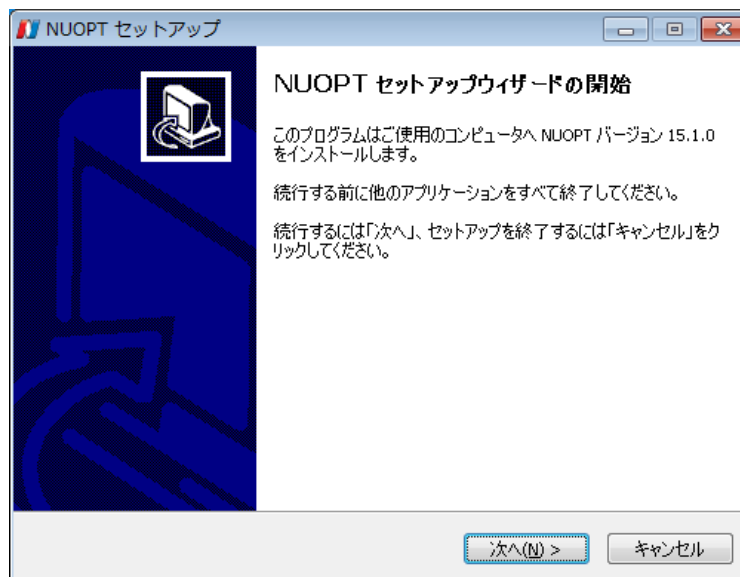 NUOPT セットアップ
NUOPT セットアップウィザードの開始
このプログラムはご使用のコンピュータへ NUOPT バージョン 15.1.0
をインストールします。
続行する前に他のアプリケーションをすべて終了してください。
続行するには「次へ」、セットアップを終了するには「キャンセル」をク
リックしてください。
次へ(N) >
キャンセル